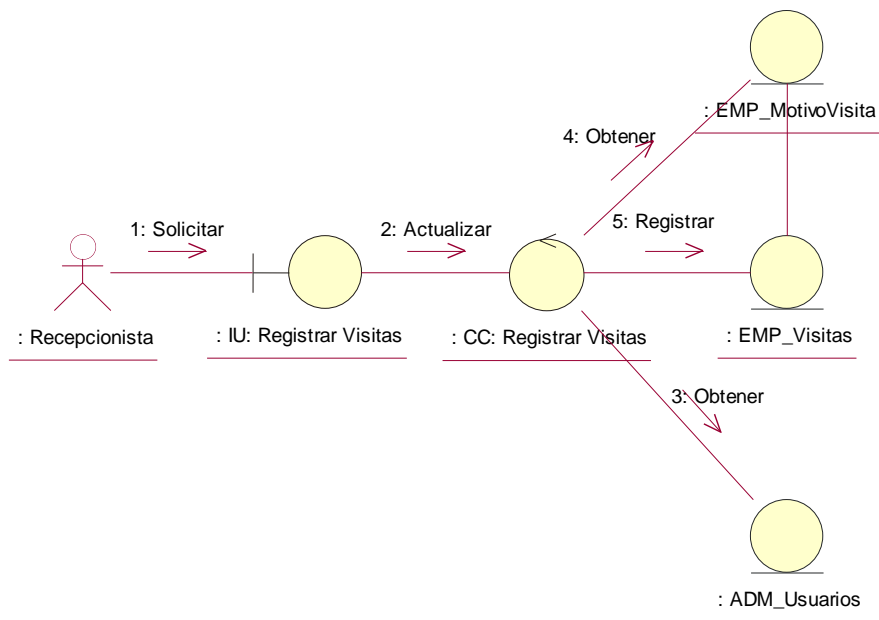 : EMP_MotivoVisita
4: Obtener
1: Solicitar
2: Actualizar
5: Registrar
: Recepcionista
: IU: Registrar Visitas
: CC: Registrar Visitas
: EMP_Visitas
3: Obtener
: ADM_Usuarios